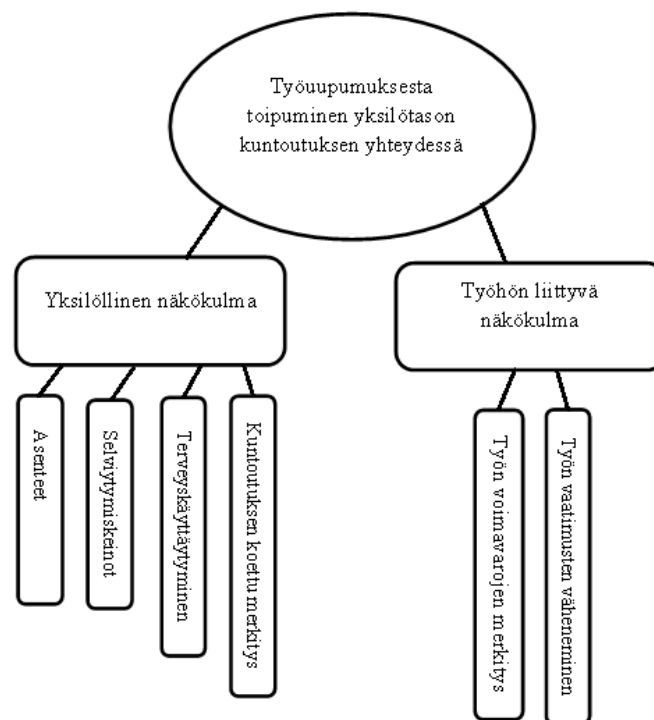 Työuupumuksesta
toipuminen yksilötason
kuntoutuksen yhteydessä
Yksilöllinen näkökulma
Työhön liittyvä
näkökulma
Asenteet
Selviytymiskeinot
Terveyskäyttäytyminen
Kuntoutuksen koettu merkitys
Työn voimavarojen merkitys
Työn vaatimusten väheneminen